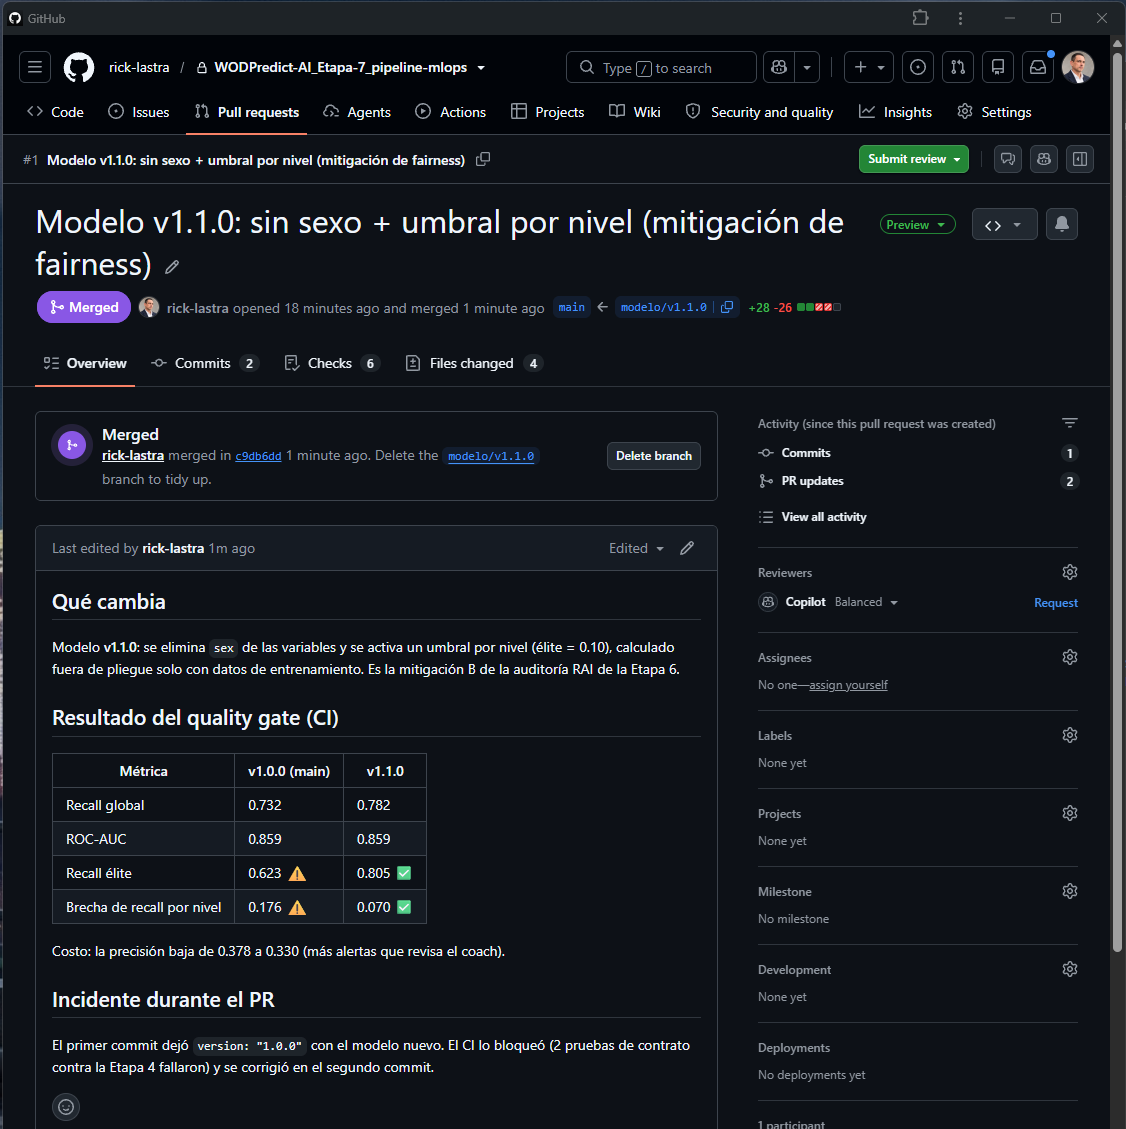 GitHub
rick-lastra / WODPredict-AI_Etapa-7_pipeline-mlops
Type / to search
Code
Issues
Pull requests
Agents
Actions
Projects
Wiki
Security and quality
Insights
Settings
#1 Modelo v1.1.0: sin sexo + umbral por nivel (mitigación de fairness)
Submit review
Modelo v1.1.0: sin sexo + umbral por nivel (mitigación de
fairness)
Preview
Merged
rick-lastra opened 18 minutes ago and merged 1 minute ago
main ← modelo/v1.1.0
+28 -26
Overview
Commits 2
Checks 6
Files changed 4
Merged
rick-lastra merged in c9db6dd 1 minute ago. Delete the modelo/v1.1.0
branch to tidy up.
Delete branch
Last edited by rick-lastra 1m ago
Edited
Qué cambia
Modelo v1.1.0: se elimina sex de las variables y se activa un umbral por nivel (élite = 0.10), calculado
fuera de pliegue solo con datos de entrenamiento. Es la mitigación B de la auditoría RAI de la Etapa 6.
Resultado del quality gate (CI)
Métrica v1.0.0 (main) v1.1.0
Recall global 0.732 0.782
ROC-AUC 0.859 0.859
Recall élite 0.623 ⚠️ 0.805 ✅
Brecha de recall por nivel 0.176 ⚠️ 0.070 ✅
Costo: la precisión baja de 0.378 a 0.330 (más alertas que revisa el coach).
Incidente durante el PR
El primer commit dejó version: "1.0.0" con el modelo nuevo. El CI lo bloqueó (2 pruebas de contrato
contra la Etapa 4 fallaron) y se corrigió en el segundo commit.
Activity (since this pull request was created)
Commits 1
PR updates 2
View all activity
Reviewers
Copilot Balanced
Request
Assignees
No one—assign yourself
Labels
None yet
Projects
None yet
Milestone
No milestone
Development
None yet
Deployments
No deployments yet
1 participant